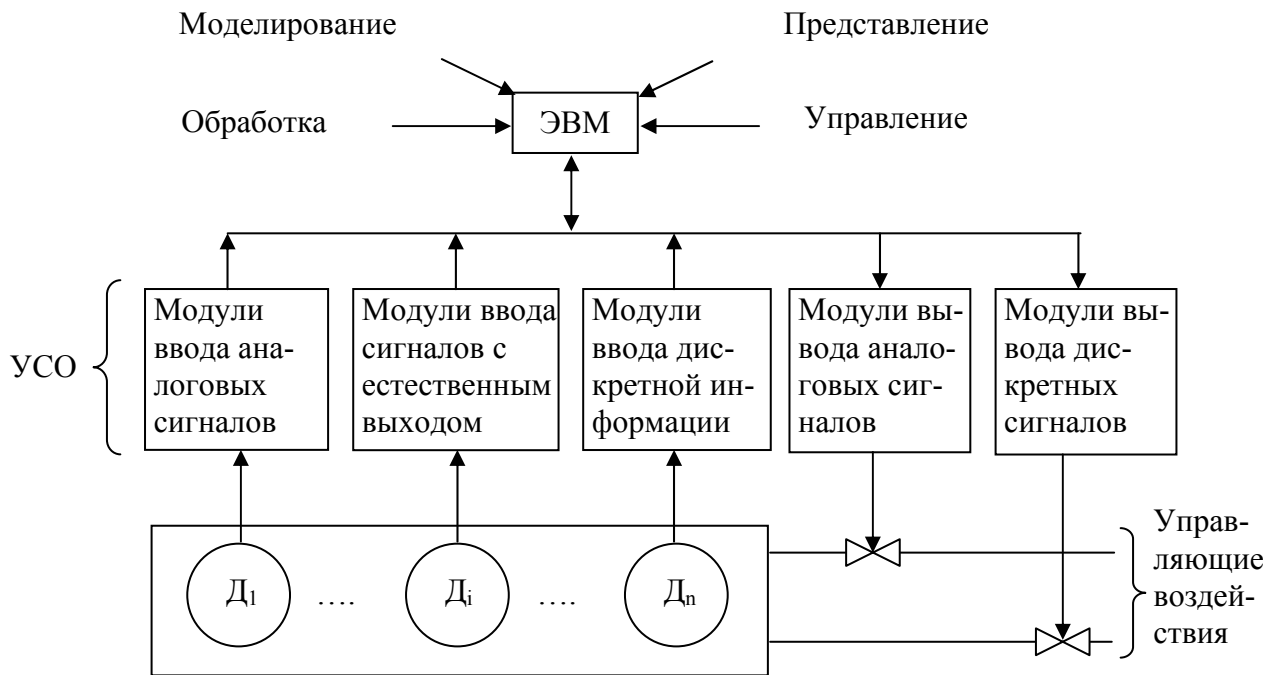 Моделирование
Представление
Обработка
ЭВМ
Управление
УСО
Модули
ввода ана-
логовых
сигналов
Модули ввода
сигналов с
естественным
выходом
Модули
ввода дис-
кретной ин-
формации
Модули вы-
вода анало-
говых сиг-
налов
Модули вы-
вода дис-
кретных
сигналов
Д1
....
Дi
....
Дn
Управ-
ляющие
воздей-
ствия